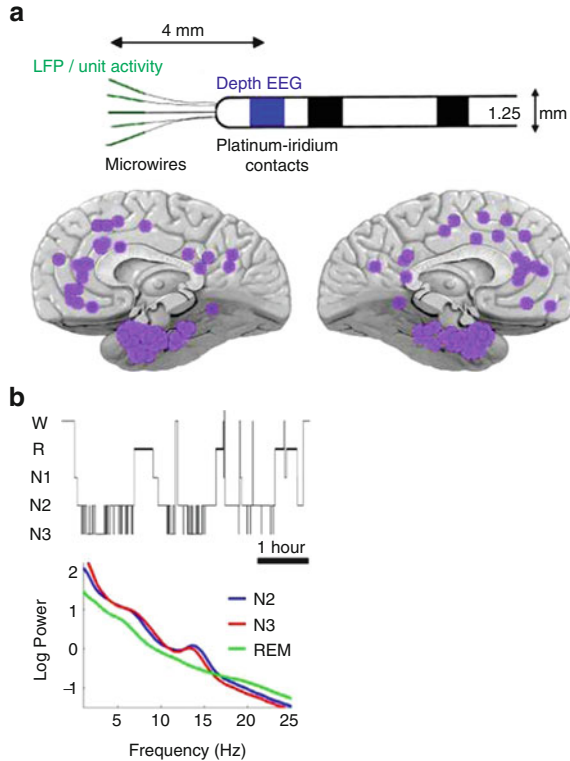 a
4 mm
LFP / unit activity
Depth EEG
1.25 mm
Microwires
Platinum-iridium
contacts
b
W
R
N1
N2
N3
1 hour
2
1
0
–1
Log Power
N2
N3
REM
5 10 15 20 25
Frequency (Hz)